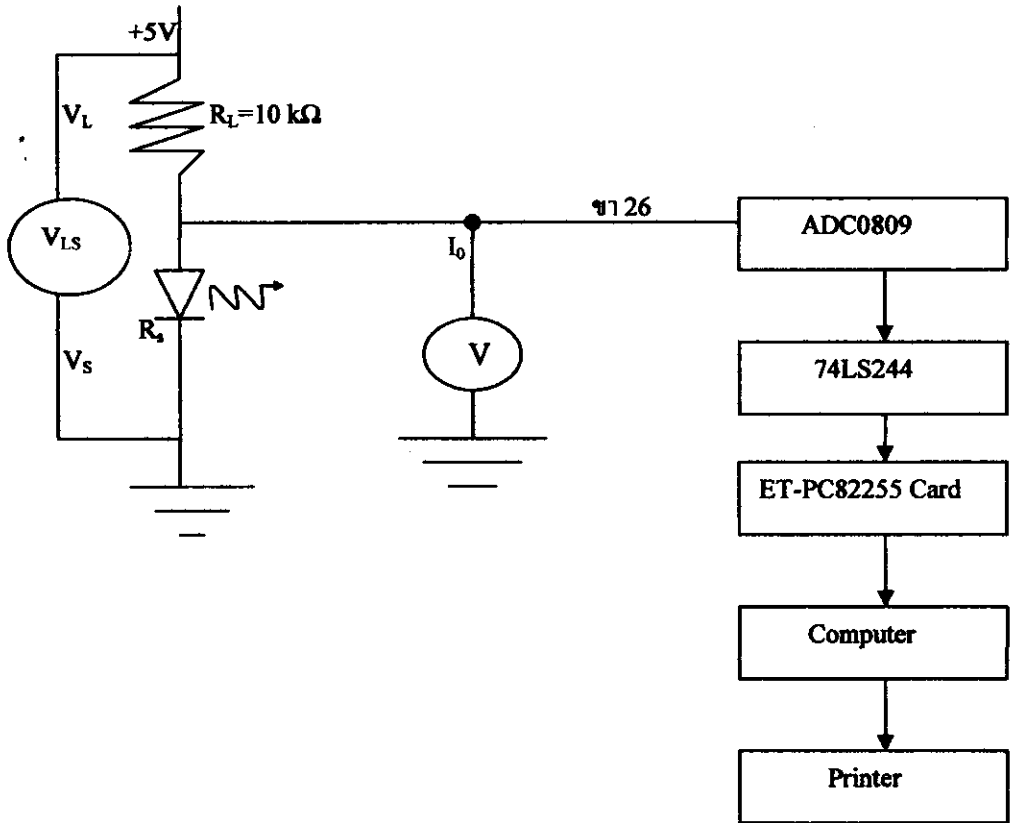 +5V
V_L
R_L=10 kΩ
V_LS
R_s
V_S
I_0
V
ขา 26
ADC0809
74LS244
ET-PC82255 Card
Computer
Printer